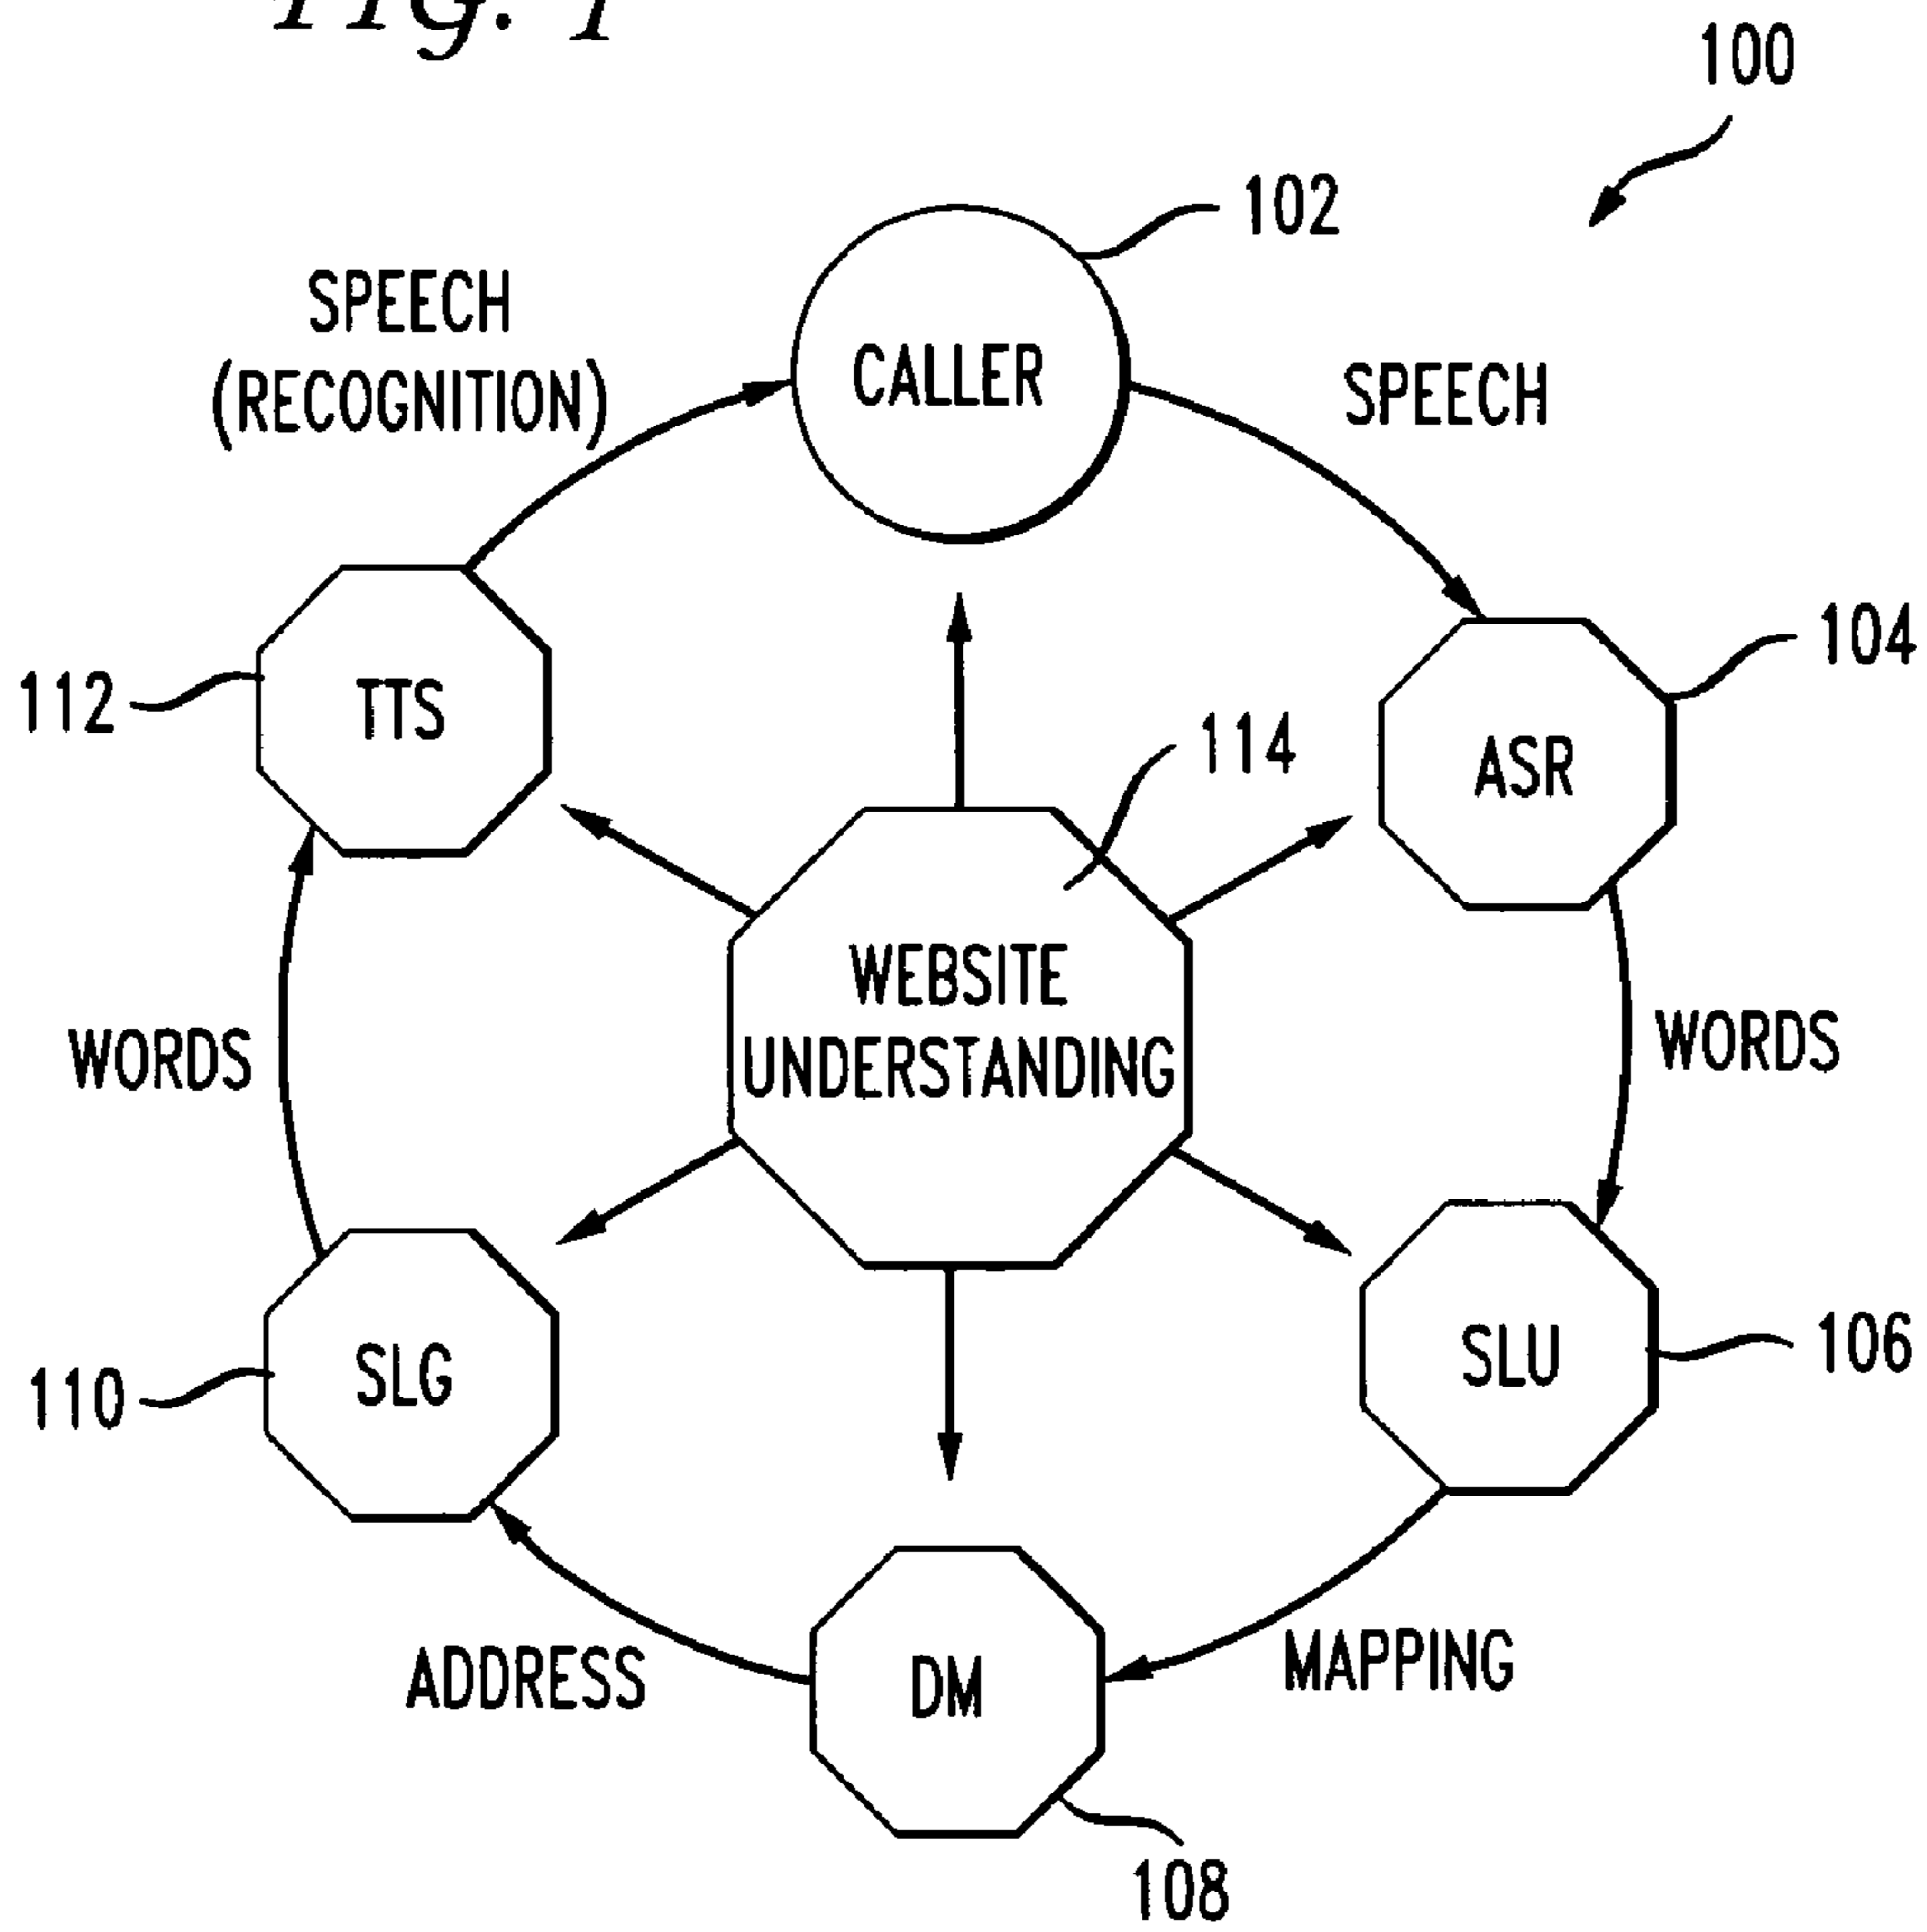 FIG. 1
100
102
SPEECH
(RECOGNITION)
CALLER
SPEECH
104
112
TTS
114
ASR
WEBSITE
UNDERSTANDING
WORDS
WORDS
110
SLG
SLU
106
ADDRESS
DM
MAPPING
108